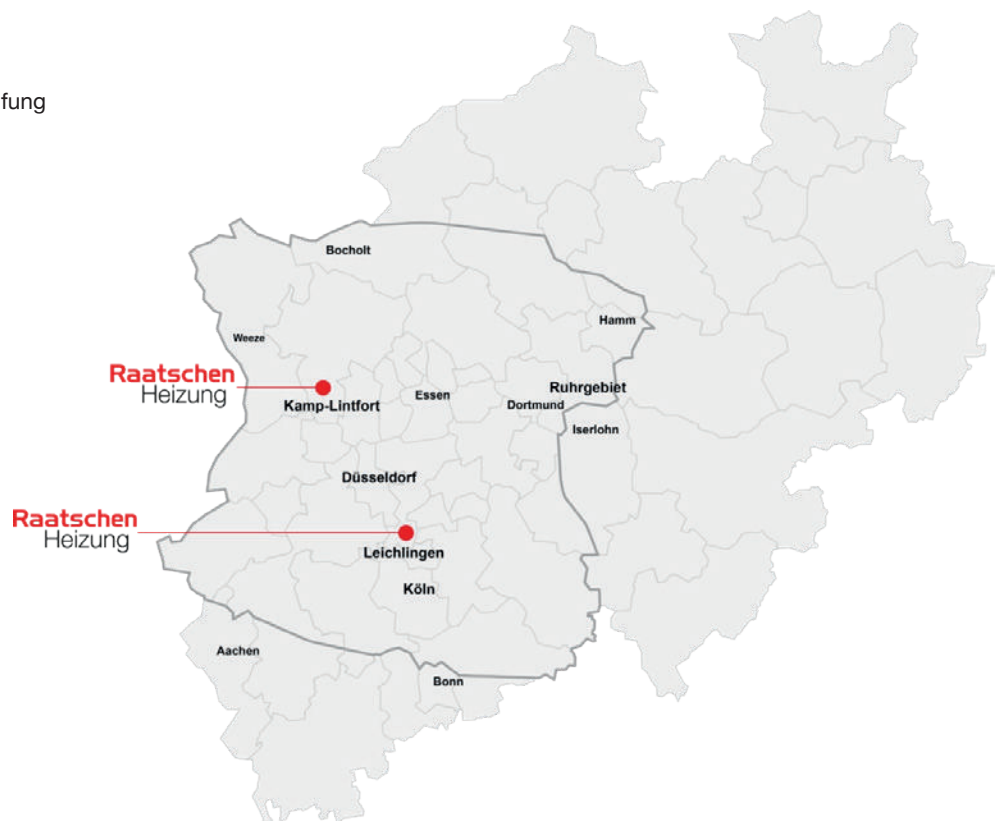 fung
Bocholt
Hamm
Weeze
Raatschen
Heizung
Kamp-Lintfort
Essen
Ruhrgebiet
Dortmund
Iserlohn
Düsseldorf
Raatschen
Heizung
Leichlingen
Köln
Aachen
Bonn